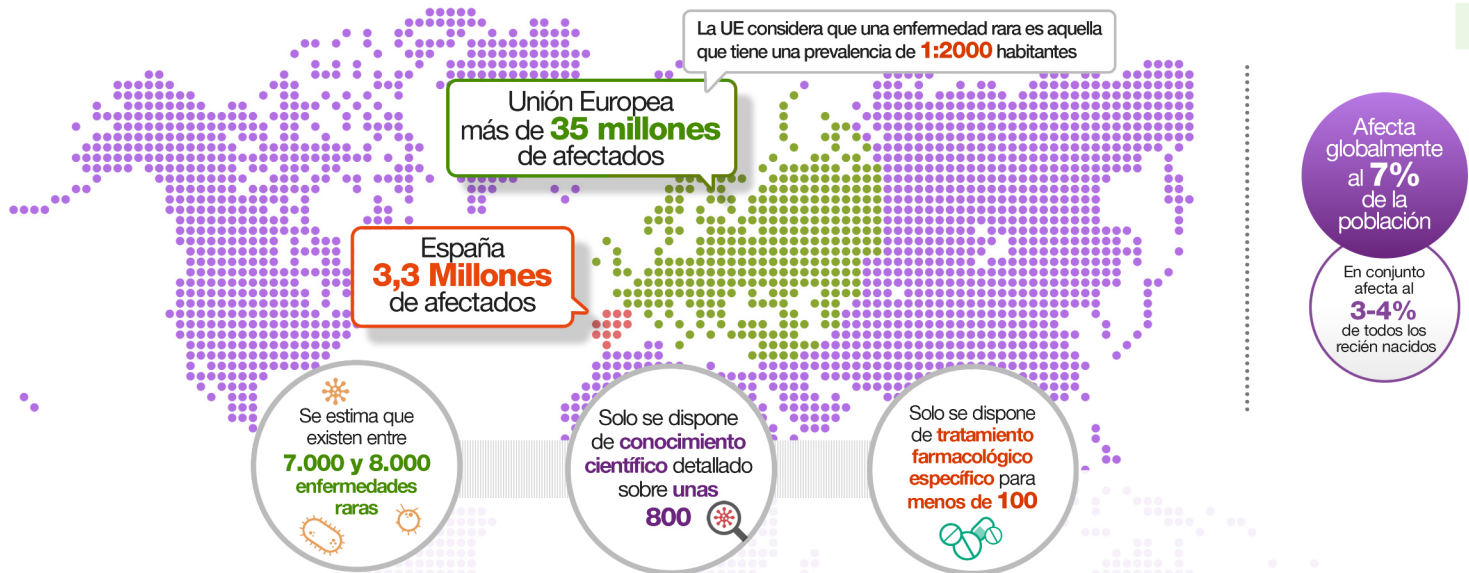 La UE considera que una enfermedad rara es aquella
que tiene una prevalencia de 1:2000 habitantes
Unión Europea
más de 35 millones
de afectados
España
3,3 Millones
de afectados
Afecta
globalmente
al 7%
de la
población
En conjunto
afecta al
3-4%
de todos los
recién nacidos
Se estima que
existen entre
7.000 y 8.000
enfermedades
raras
Solo se dispone
de conocimiento
científico detallado
sobre unas
800
Solo se dispone
de tratamiento
farmacológico
específico para
menos de 100